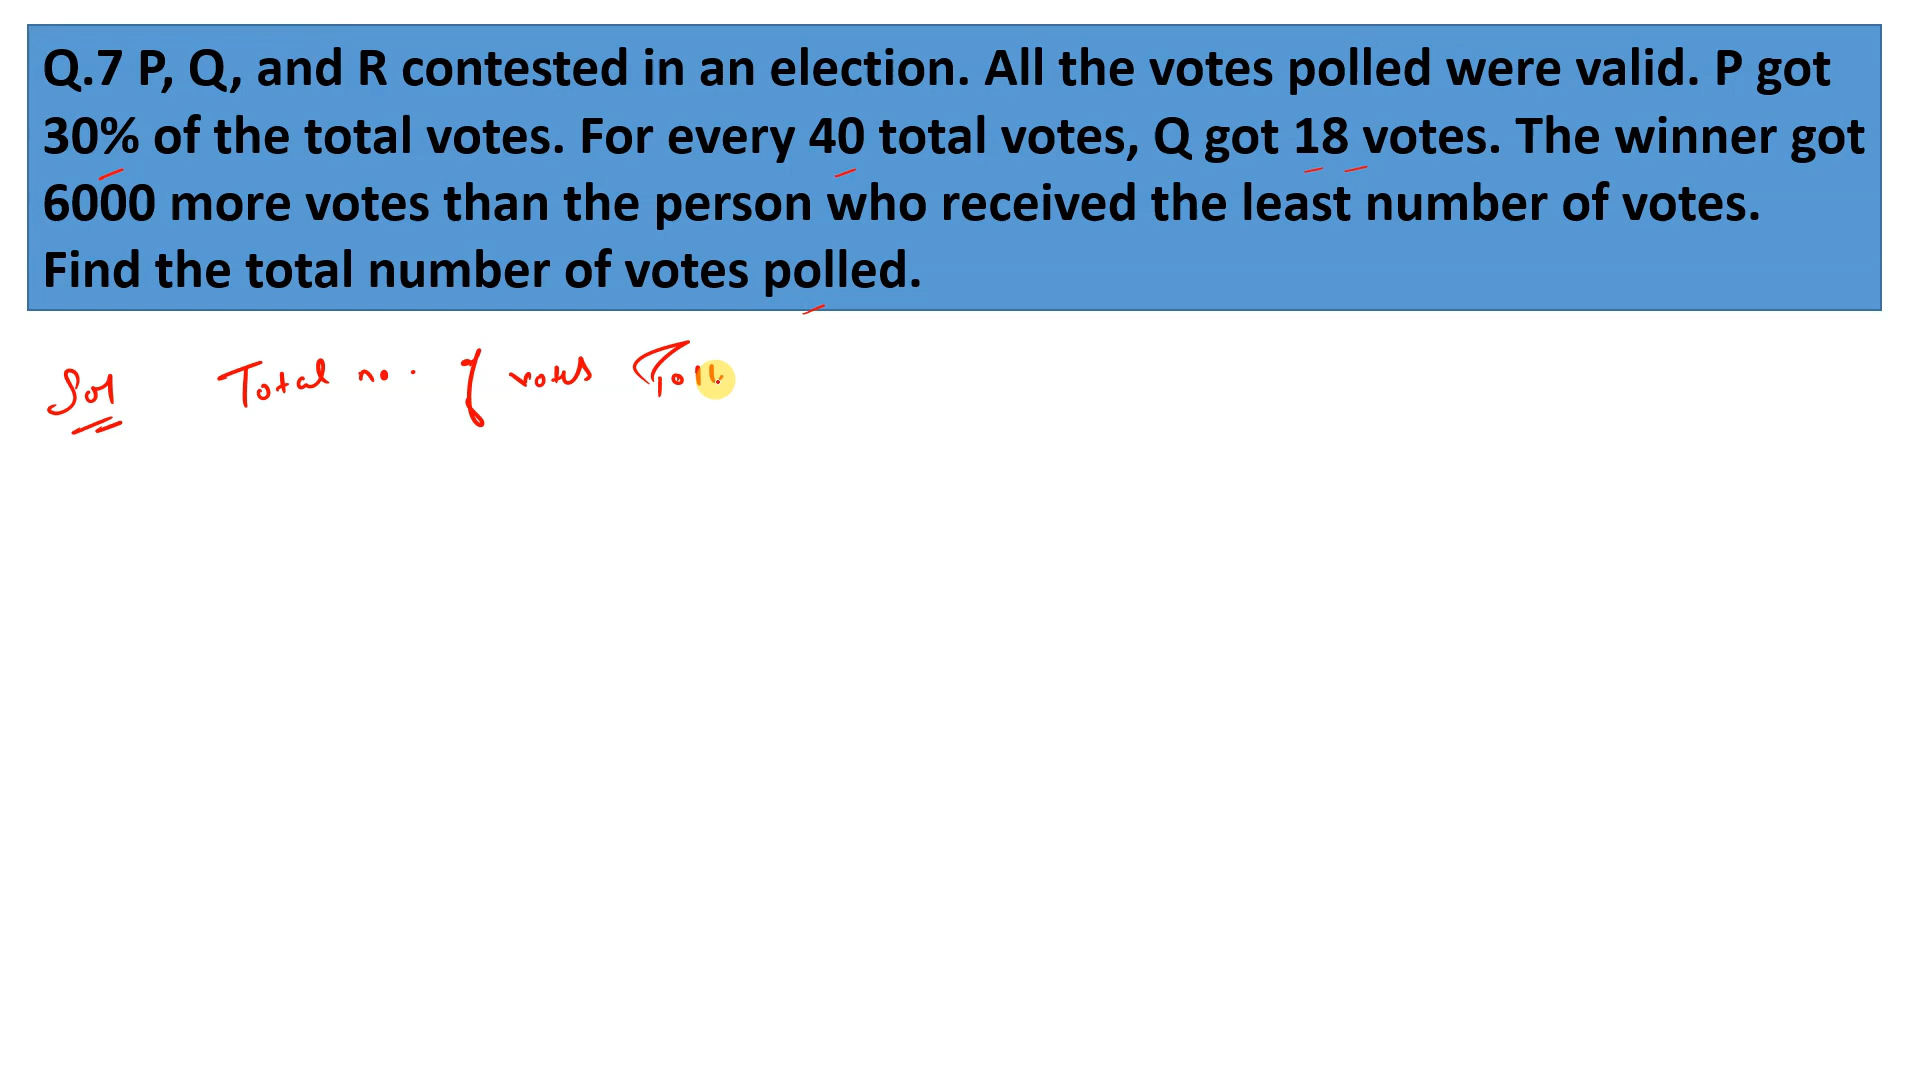 Q.7 P, Q, and R contested in an election. All the votes polled were valid. P got
30% of the total votes. For every 40 total votes, Q got 18 votes. The winner got
6000 more votes than the person who received the least number of votes.
Find the total number of votes polled.
Sol Total no. of votes Poll